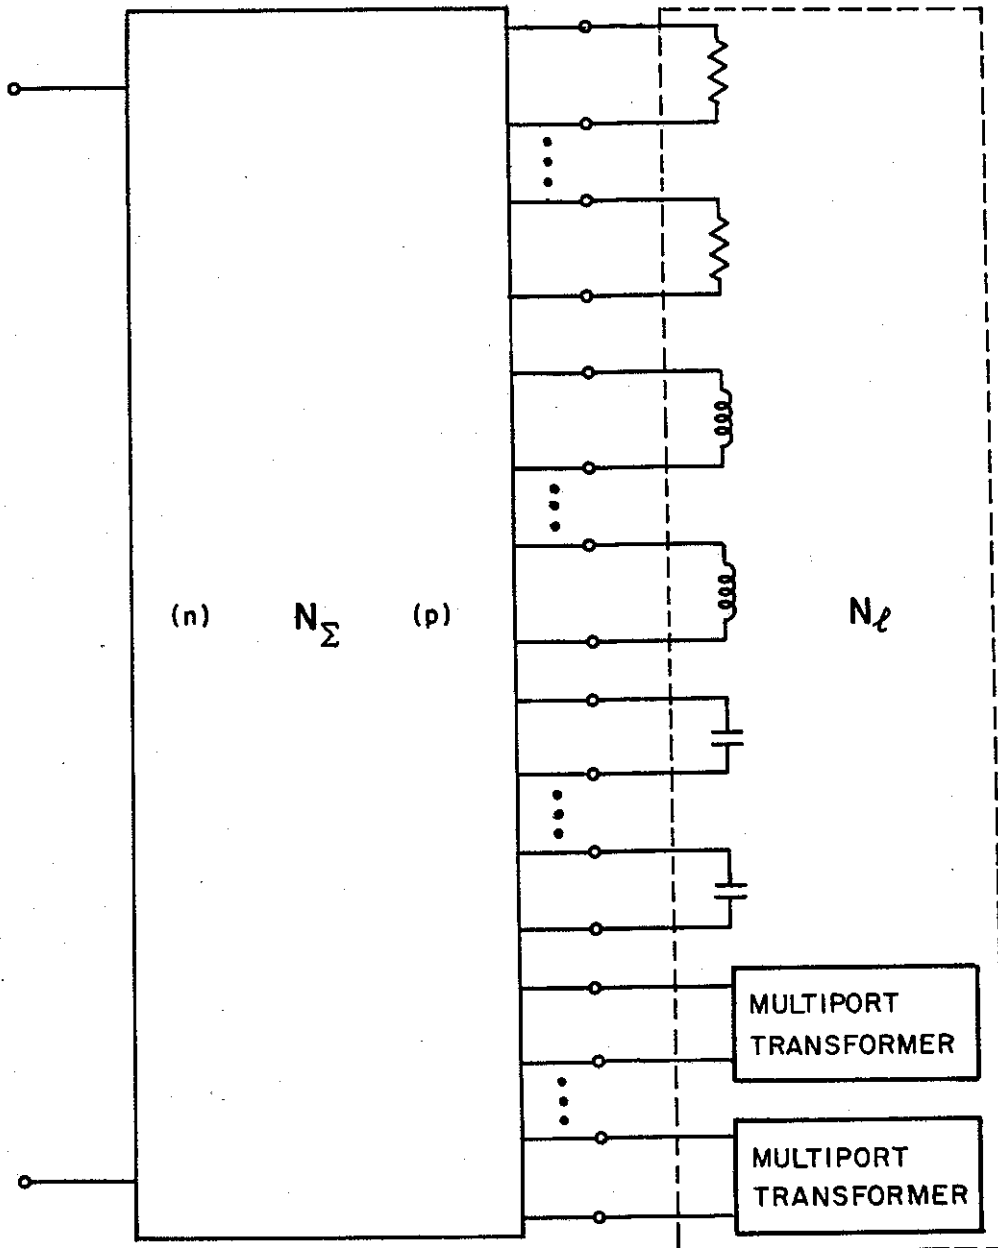 (n) N_Σ (p) N_ℓ
MULTIPORT
TRANSFORMER
MULTIPORT
TRANSFORMER